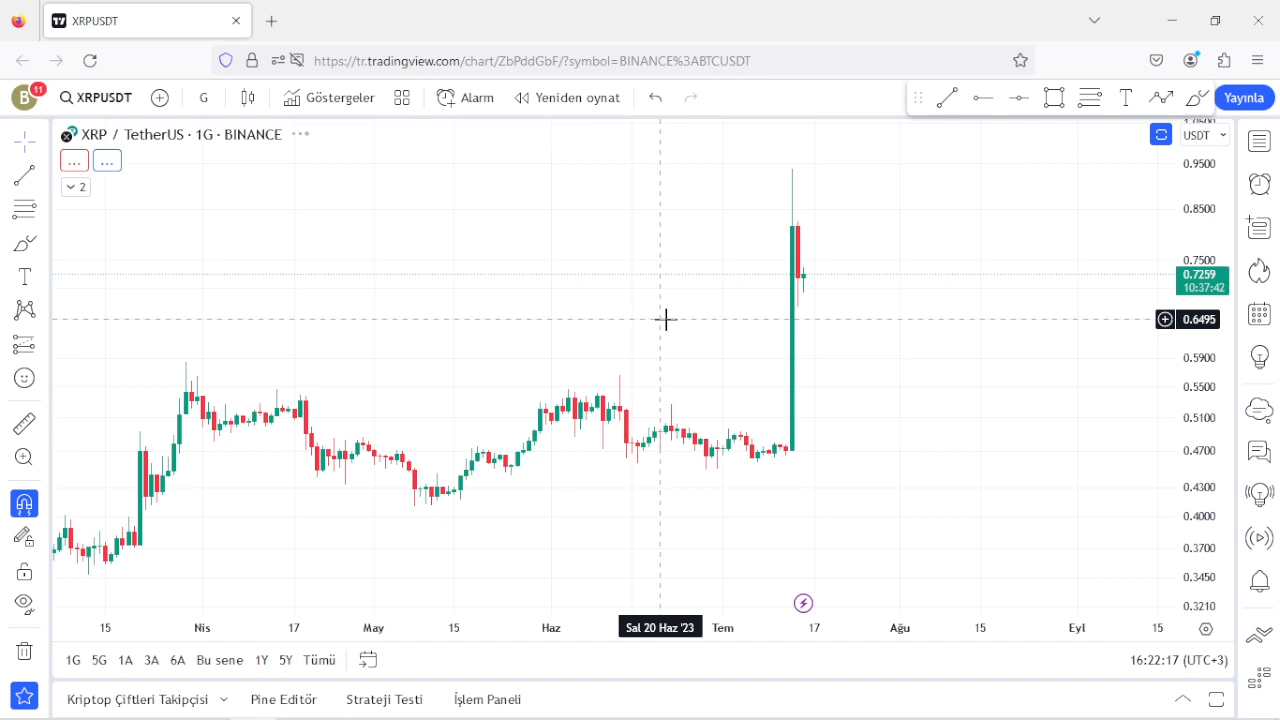 XRPUSDT
https://tr.tradingview.com/chart/ZbPddGbF/?symbol=BINANCE%3ABTCUSDT
B 11 XRPUSDT G Göstergeler Alarm Yeniden oynat T Yayınla
XRP / TetherUS · 1G · BINANCE ···
USDT
... ...
2
0.9500
0.8500
0.7500
0.7259
10:37:42
0.6495
0.5900
0.5500
0.5100
0.4700
0.4300
0.4000
0.3700
0.3450
0.3210
15 Nis 17 May 15 Haz Sal 20 Haz '23 Tem 17 Ağu 15 Eyl 15
1G 5G 1A 3A 6A Bu sene 1Y 5Y Tümü 16:22:17 (UTC+3)
Kriptop Çiftleri Takipçisi Pine Editör Strateji Testi İşlem Paneli